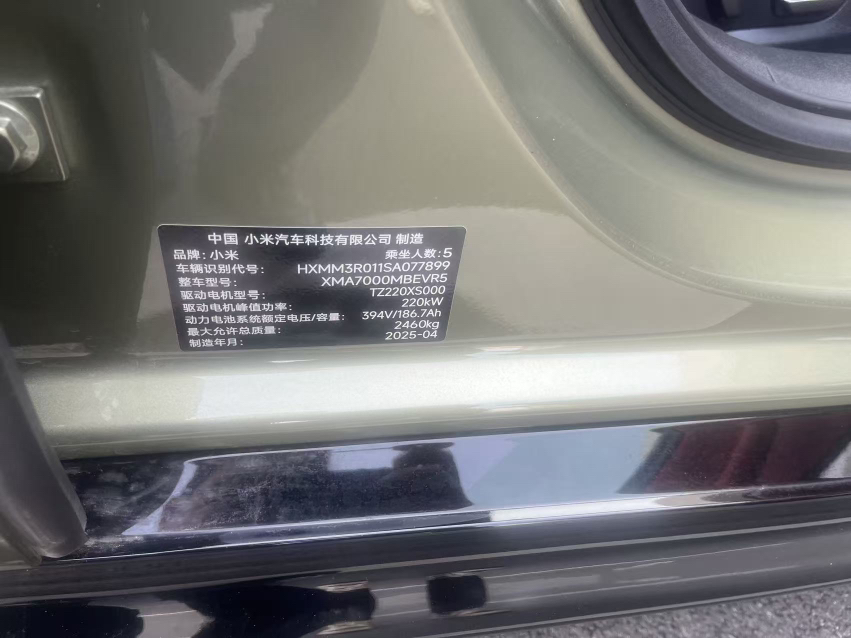 中国 小米汽车科技有限公司 制造
品牌:小米 乘坐人数:5
车辆识别代号: HXMM3R011SA077899
整车型号: XMA7000MBEVR5
驱动电机型号: TZ220XS000
驱动电机峰值功率: 220kW
动力电池系统额定电压/容量: 394V/186.7Ah
最大允许总质量: 2460kg
制造年月: 2025-04